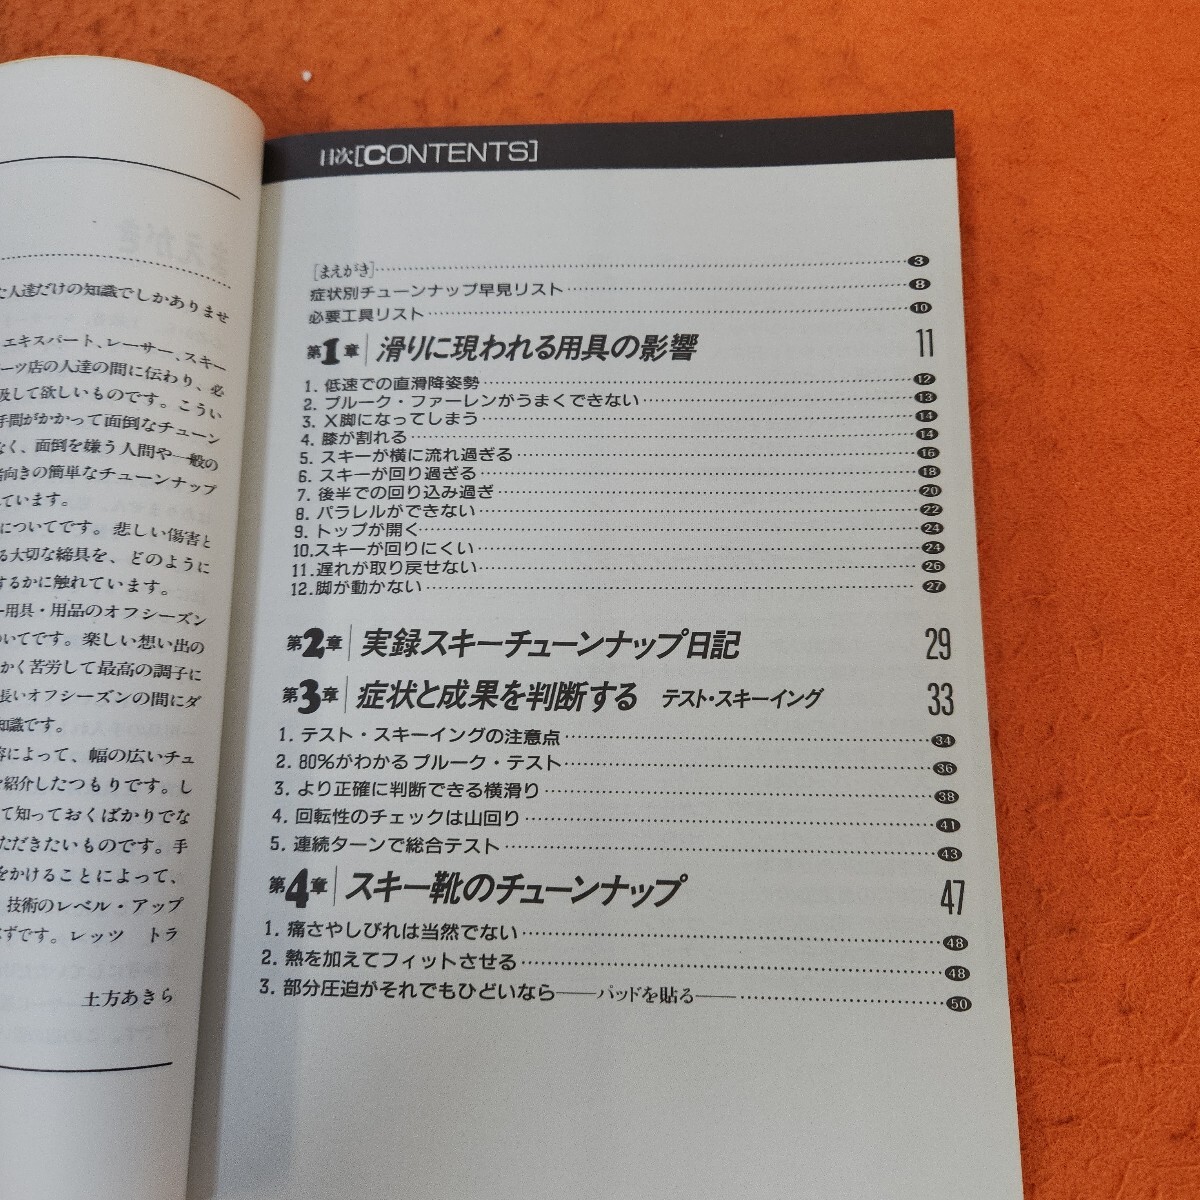 た人達だけの知識でしかありませ
エキスパート、レーサー、スキー
ーツ店の人達の間に伝わり、必
吸して欲しいものです。こうい
手間がかかって面倒なチューン
なく、面倒を嫌う人間や一般の
者向きの簡単なチューンナップ
ています。
についてです。悲しい傷害と
る大切な締具を、どのように
するかに触れています。
ー用具・用品のオフシーズン
ついてです。楽しい想い出の
かく苦労して最高の調子に
長いオフシーズンの間にダ
知識です。
容によって、幅の広いチュ
を紹介したつもりです。し
て知っておくばかりでな
ただきたいものです。手
をかけることによって、
技術のレベル・アップ
ずです。レッツ トラ
土方あきら
目次[CONTENTS]
[まえがき]……3
症状別チューンナップ早見リスト……8
必要工具リスト……10
第1章 滑りに現われる用具の影響 11
1. 低速での直滑降姿勢……12
2. プルーク・ファーレンがうまくできない……13
3. X脚になってしまう……14
4. 膝が割れる……14
5. スキーが横に流れ過ぎる……16
6. スキーが回り過ぎる……18
7. 後半での回り込み過ぎ……20
8. パラレルができない……22
9. トップが開く……24
10.スキーが回りにくい……24
11.遅れが取り戻せない……26
12.脚が動かない……27
第2章 実録スキーチューンナップ日記 29
第3章 症状と成果を判断する テスト・スキーイング 33
1. テスト・スキーイングの注意点……34
2. 80%がわかるプルーク・テスト……36
3. より正確に判断できる横滑り……38
4. 回転性のチェックは山回り……41
5. 連続ターンで総合テスト……43
第4章 スキー靴のチューンナップ 47
1. 痛さやしびれは当然でない……48
2. 熱を加えてフィットさせる……48
3. 部分圧迫がそれでもひどいなら――パッドを貼る――……50